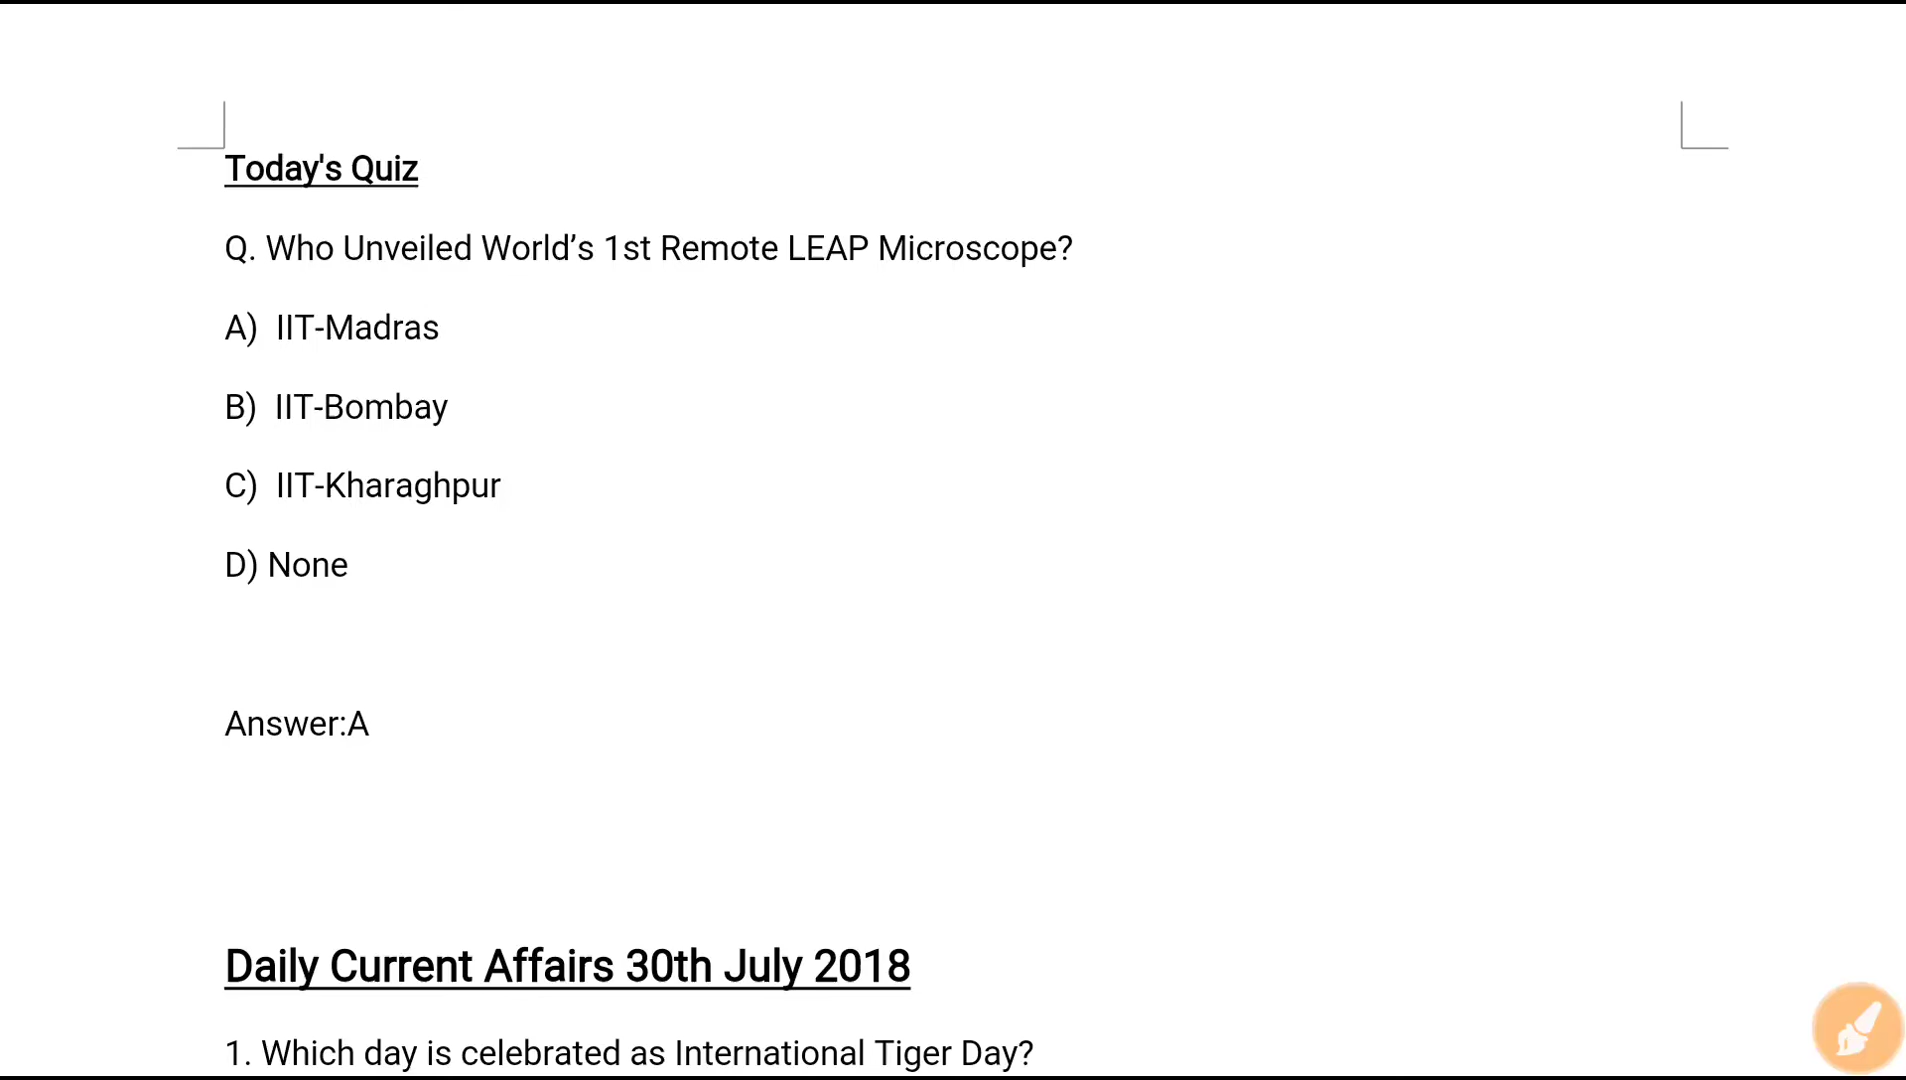 Today's Quiz
Q. Who Unveiled World’s 1st Remote LEAP Microscope?
A)  IIT-Madras
B)  IIT-Bombay
C)  IIT-Kharaghpur
D) None
Answer:A
Daily Current Affairs 30th July 2018
1. Which day is celebrated as International Tiger Day?